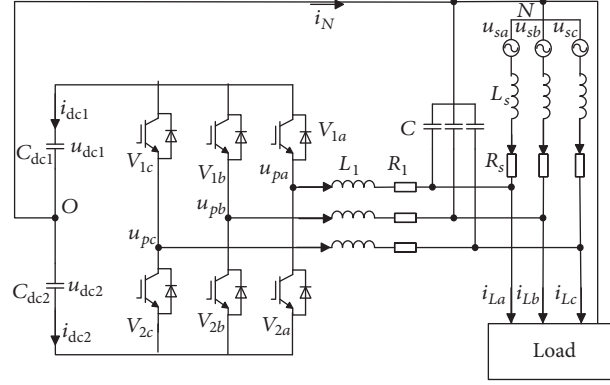 i_N
N
u_sa u_sb u_sc
i_dc1
C_dc1 u_dc1
V_1c V_1b V_1a
C
L_s
u_pa
L_1 R_1
R_s
O
u_pb
u_pc
C_dc2 u_dc2
i_dc2
V_2c V_2b V_2a
i_La i_Lb i_Lc
Load